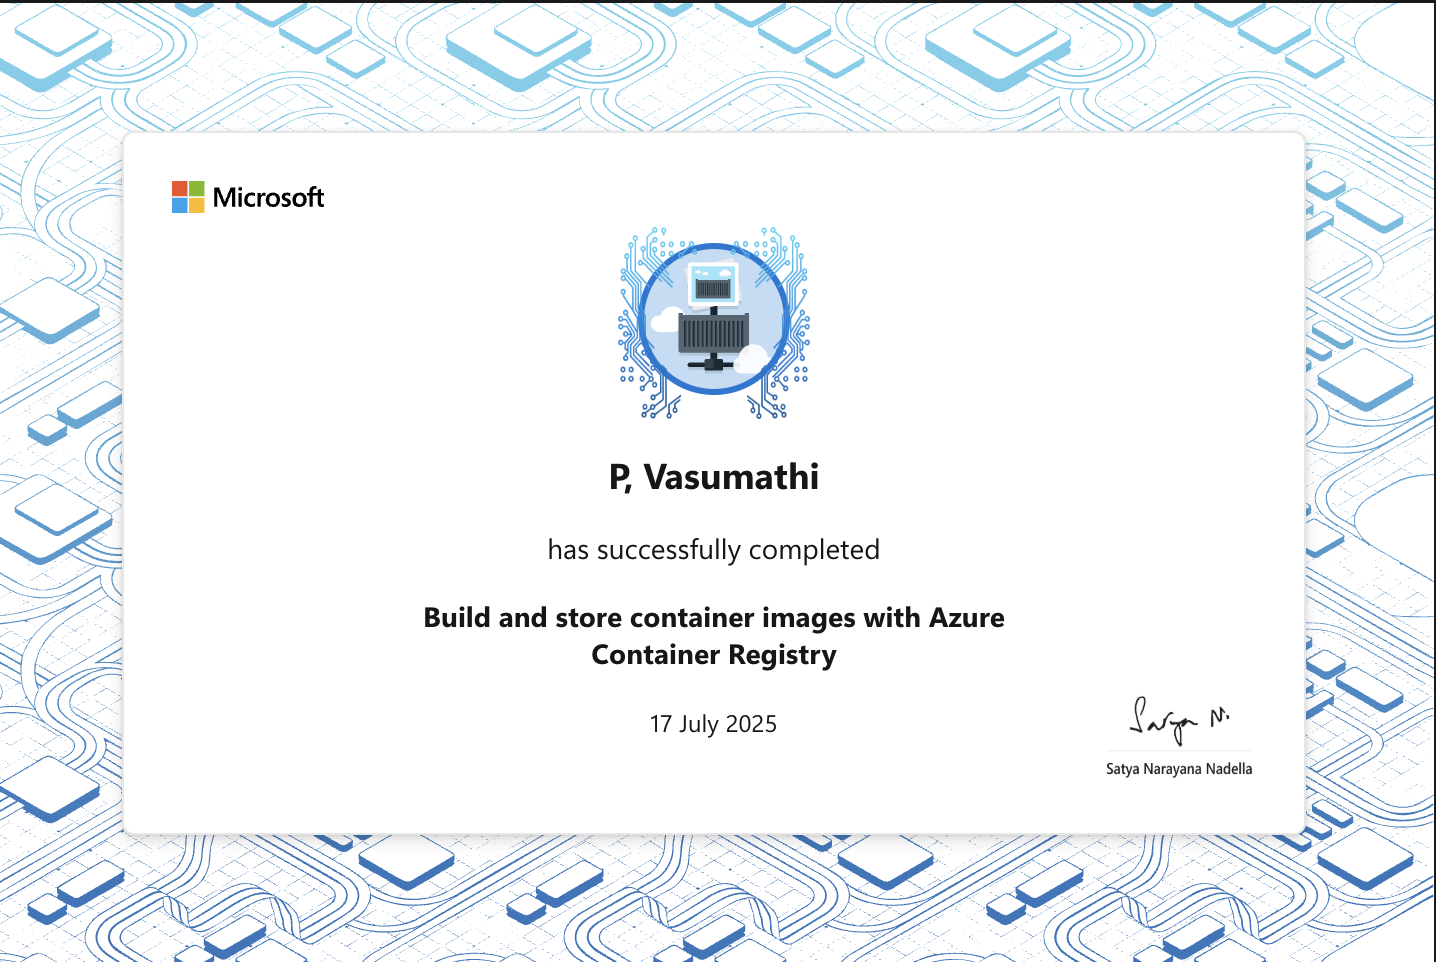 Microsoft
P, Vasumathi
has successfully completed
Build and store container images with Azure
Container Registry
17 July 2025
Satya N.
Satya Narayana Nadella